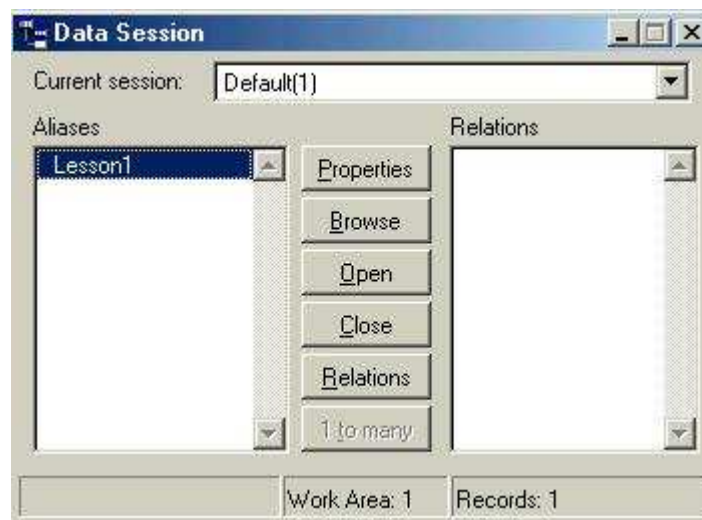 Data Session
Current session: Default(1)
Aliases
Relations
Lesson1
Properties
Browse
Open
Close
Relations
1 to many
Work Area: 1
Records: 1